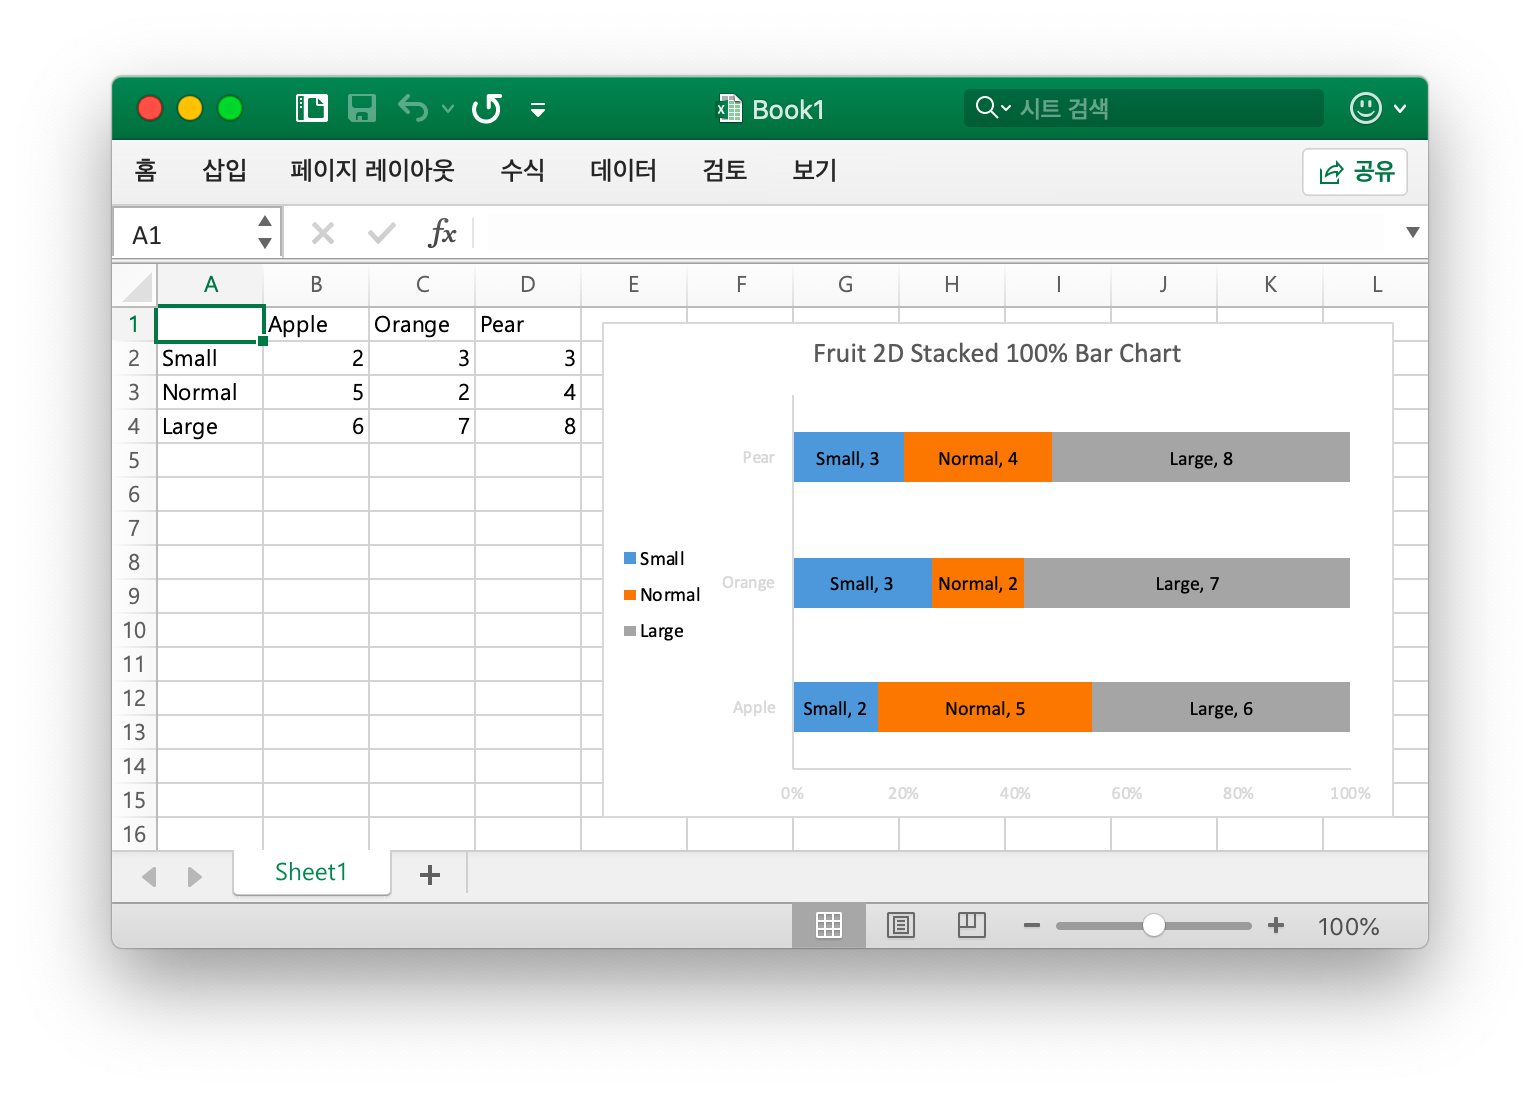 Book1
시트 검색
홈 삽입 페이지 레이아웃 수식 데이터 검토 보기 공유
A1 fx
A B C D E F G H I J K L
1 Apple Orange Pear
2 Small 2 3 3
3 Normal 5 2 4
4 Large 6 7 8
5
6
7
8
9
10
11
12
13
14
15
16
Fruit 2D Stacked 100% Bar Chart
Pear Small, 3 Normal, 4 Large, 8
Small
Normal
Large
Orange Small, 3 Normal, 2 Large, 7
Apple Small, 2 Normal, 5 Large, 6
0% 20% 40% 60% 80% 100%
Sheet1
100%